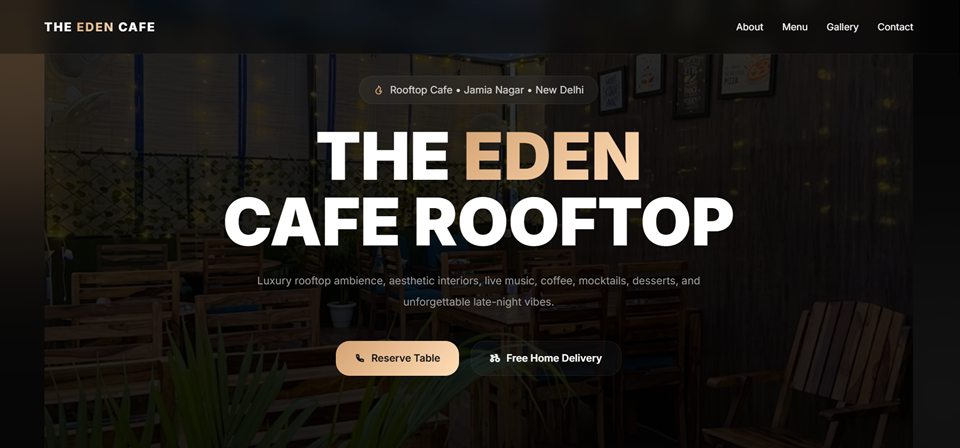 THE EDEN CAFE
About Menu Gallery Contact
Rooftop Cafe • Jamia Nagar • New Delhi
THE EDEN
CAFE ROOFTOP
Luxury rooftop ambience, aesthetic interiors, live music, coffee, mocktails, desserts, and
unforgettable late-night vibes.
Reserve Table
Free Home Delivery